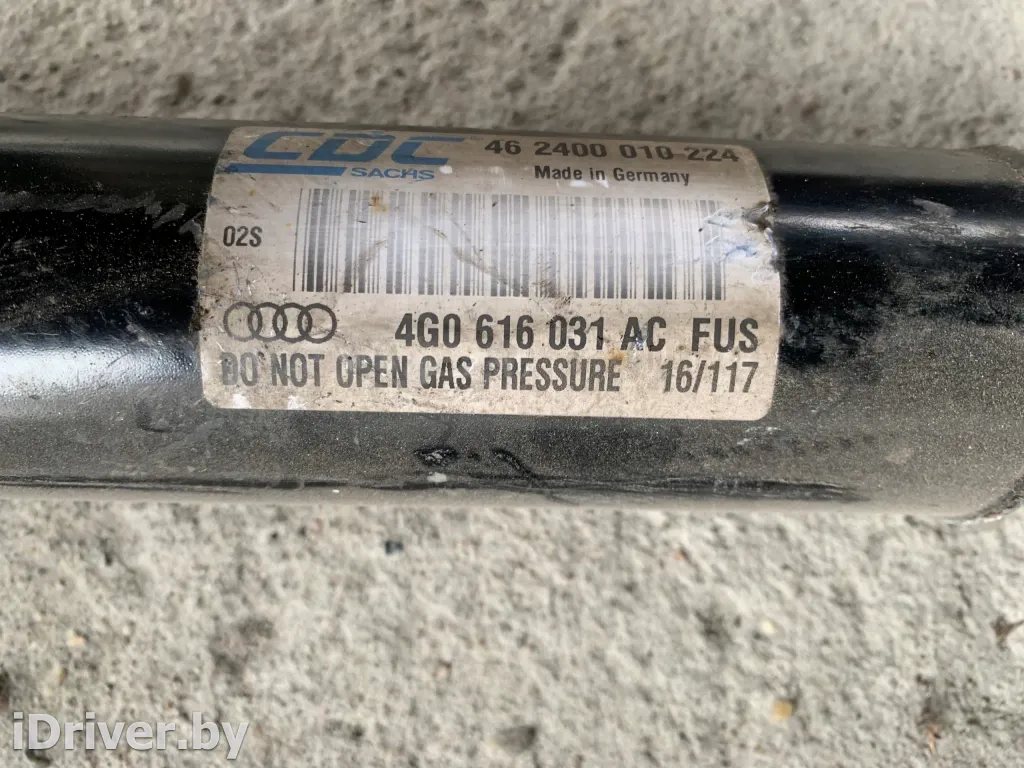 CDC 46 2400 010 224
SACHS Made in Germany
02S
4G0 616 031 AC FUS
DO NOT OPEN GAS PRESSURE 16/117
iDriver.by